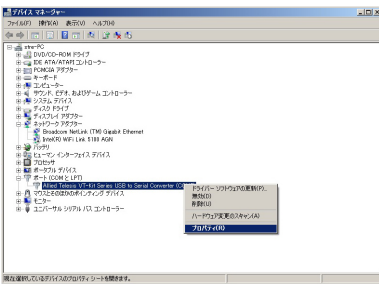 デバイス マネージャー
ファイル(F) 操作(A) 表示(V) ヘルプ(H)
xtre-PC
DVD/CD-ROM ドライブ
IDE ATA/ATAPI コントローラー
PCMCIA アダプター
キーボード
コンピューター
サウンド、ビデオ、およびゲーム コントローラー
システム デバイス
ディスク ドライブ
ディスプレイ アダプター
ネットワーク アダプター
Broadcom NetLink (TM) Gigabit Ethernet
Intel(R) WiFi Link 5100 AGN
バッテリ
ヒューマン インターフェイス デバイス
プロセッサ
ポータブル デバイス
ポート (COM と LPT)
Allied Telesis VT-Kit Series USB to Serial Converter
マウスとそのほかのポインティング デバイス
モニター
ユニバーサル シリアル バス コントローラー
ドライバー ソフトウェアの更新(P)...
無効(D)
削除(U)
ハードウェア変更のスキャン(A)
プロパティ(R)
現在選択しているデバイスのプロパティ シートを開きます。